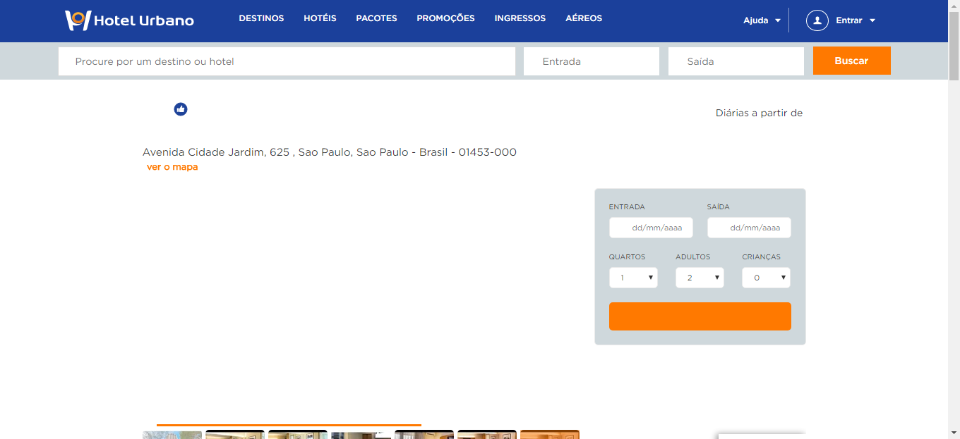 Hotel Urbano DESTINOS HOTÉIS PACOTES PROMOÇÕES INGRESSOS AÉREOS Ajuda Entrar
Procure por um destino ou hotel Entrada Saída Buscar
Diárias a partir de
Avenida Cidade Jardim, 625 , Sao Paulo, Sao Paulo - Brasil - 01453-000
ver o mapa
ENTRADA SAÍDA
dd/mm/aaaa dd/mm/aaaa
QUARTOS ADULTOS CRIANÇAS
1 2 0